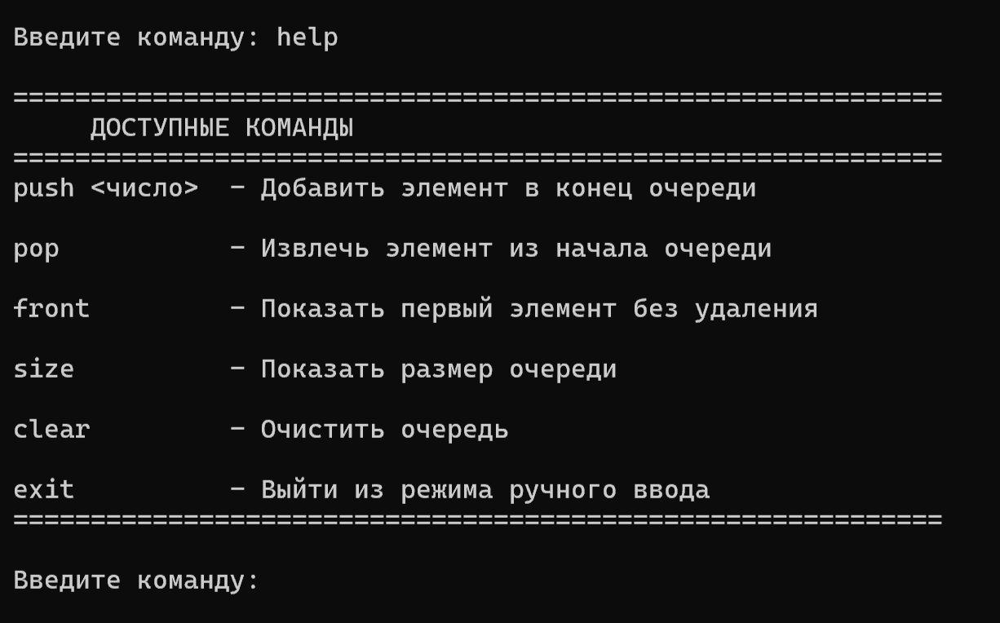 Введите команду: help
============================================================
     ДОСТУПНЫЕ КОМАНДЫ
============================================================
push <число>  - Добавить элемент в конец очереди
pop           - Извлечь элемент из начала очереди
front         - Показать первый элемент без удаления
size          - Показать размер очереди
clear         - Очистить очередь
exit          - Выйти из режима ручного ввода
============================================================
Введите команду: